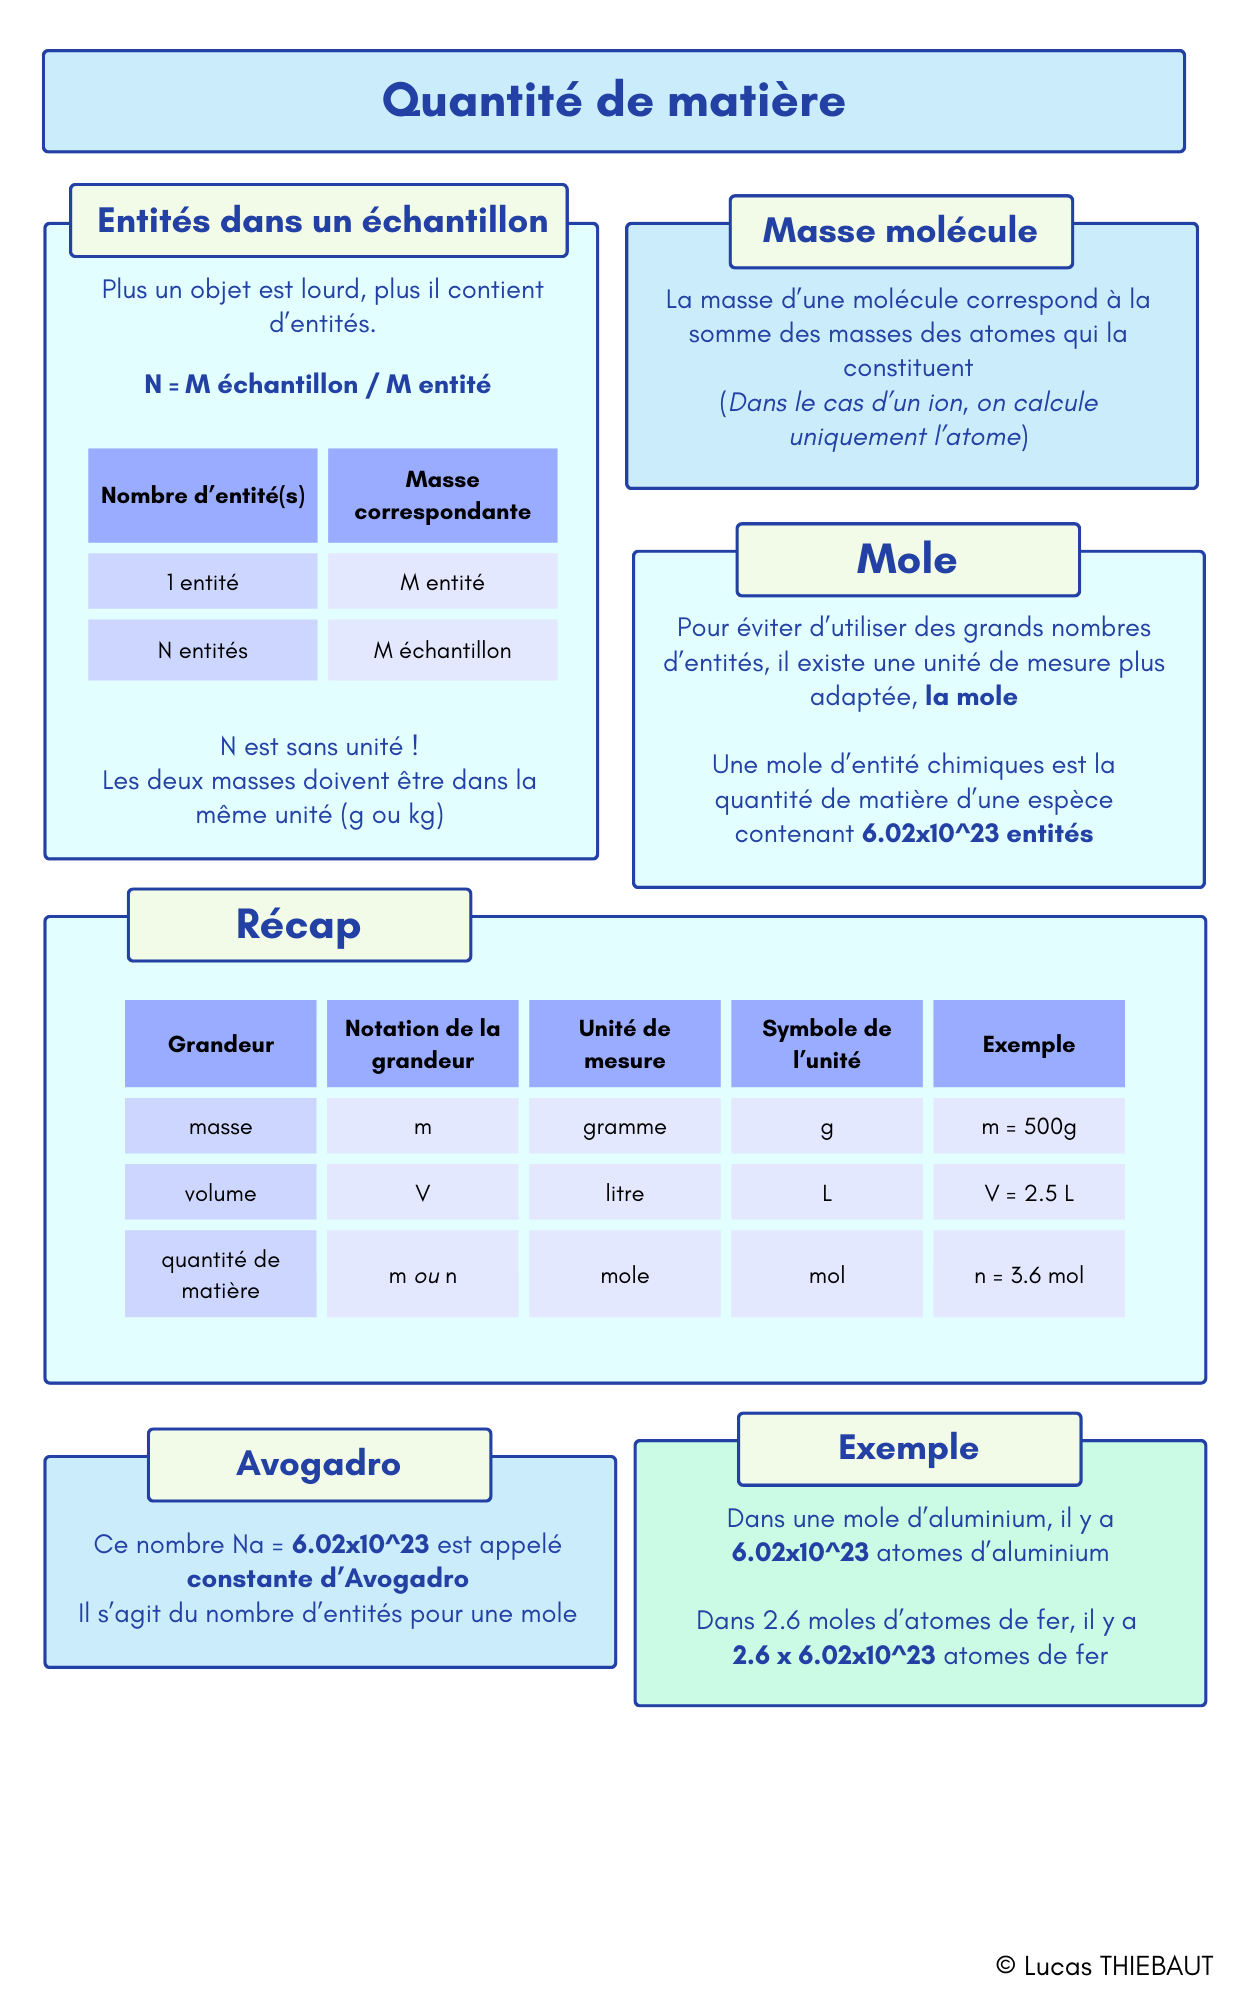 Quantité de matière
Entités dans un échantillon
Plus un objet est lourd, plus il contient
d’entités.
N = M échantillon / M entité
Nombre d’entité(s)
Masse
correspondante
1 entité
M entité
N entités
M échantillon
N est sans unité !
Les deux masses doivent être dans la
même unité (g ou kg)
Masse molécule
La masse d’une molécule correspond à la
somme des masses des atomes qui la
constituent
(Dans le cas d’un ion, on calcule
uniquement l’atome)
Mole
Pour éviter d’utiliser des grands nombres
d’entités, il existe une unité de mesure plus
adaptée, la mole
Une mole d’entité chimiques est la
quantité de matière d’une espèce
contenant 6.02x10^23 entités
Récap
Grandeur
Notation de la
grandeur
Unité de
mesure
Symbole de
l’unité
Exemple
masse
m
gramme
g
m = 500g
volume
V
litre
L
V = 2.5 L
quantité de
matière
m ou n
mole
mol
n = 3.6 mol
Avogadro
Ce nombre Na = 6.02x10^23 est appelé
constante d’Avogadro
Il s’agit du nombre d’entités pour une mole
Exemple
Dans une mole d’aluminium, il y a
6.02x10^23 atomes d’aluminium
Dans 2.6 moles d’atomes de fer, il y a
2.6 x 6.02x10^23 atomes de fer
© Lucas THIEBAUT